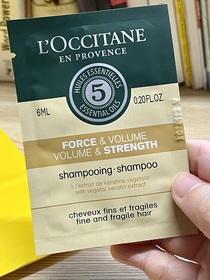 L'OCCITANE
EN PROVENCE
HUILES ESSENTIELLES
5
ESSENTIAL OILS
6ML
0.20FL.OZ.
FORCE & VOLUME
VOLUME & STRENGTH
shampooing·shampoo
à l'extrait de kératine végétale
with vegetal keratin extract
cheveux fins et fragiles
fine and fragile hair